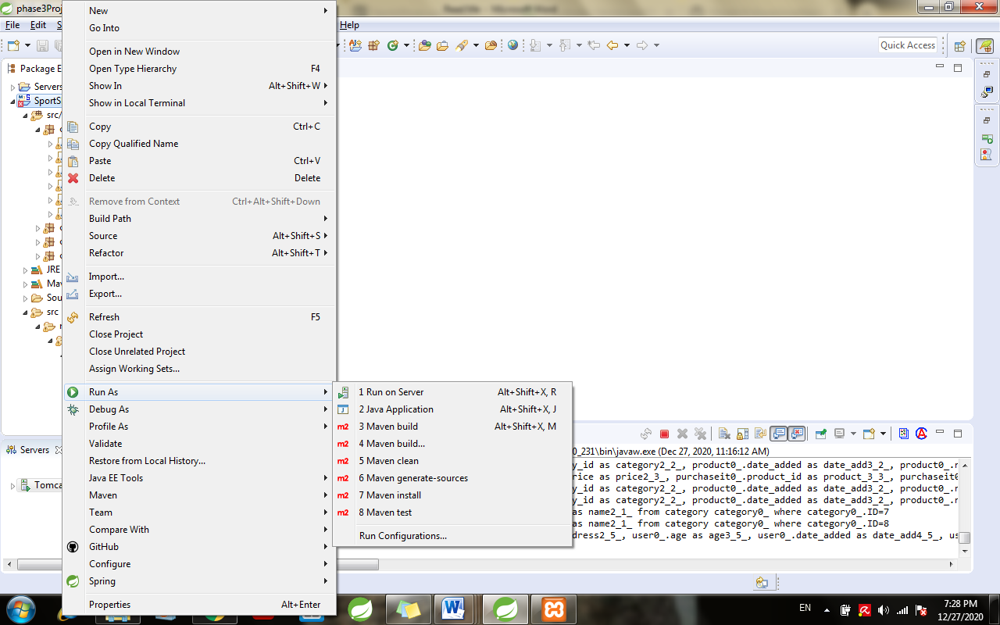 phase3Proj
File Edit S Help
Quick Access
Package E
Servers
SportS
src/
JRE
Mav
Sou
src
New
Go Into
Open in New Window
Open Type Hierarchy F4
Show In Alt+Shift+W
Show in Local Terminal
Copy Ctrl+C
Copy Qualified Name
Paste Ctrl+V
Delete Delete
Remove from Context Ctrl+Alt+Shift+Down
Build Path
Source Alt+Shift+S
Refactor Alt+Shift+T
Import...
Export...
Refresh F5
Close Project
Close Unrelated Project
Assign Working Sets...
Run As
Debug As
Profile As
Validate
Restore from Local History...
Java EE Tools
Maven
Team
Compare With
GitHub
Configure
Spring
Properties Alt+Enter
1 Run on Server Alt+Shift+X, R
2 Java Application Alt+Shift+X, J
3 Maven build Alt+Shift+X, M
4 Maven build...
5 Maven clean
6 Maven generate-sources
7 Maven install
8 Maven test
Run Configurations...
Servers
Tomca
0_231\bin\javaw.exe (Dec 27, 2020, 11:16:12 AM)
y_id as category2_2_, product0_.date_added as date_add3_2_, product0_.n
rice as price2_3_, purchaseit0_.product_id as product_3_3_, purchaseit0
y_id as category2_2_, product0_.date_added as date_add3_2_, product0_.n
y_id as category2_2_, product0_.date_added as date_add3_2_, product0_.n
as name2_1_ from category category0_ where category0_.ID=7
as name2_1_ from category category0_ where category0_.ID=8
dress2_5_, user0_.age as age3_5_, user0_.date_added as date_add4_5_, us
EN
7:28 PM
12/27/2020